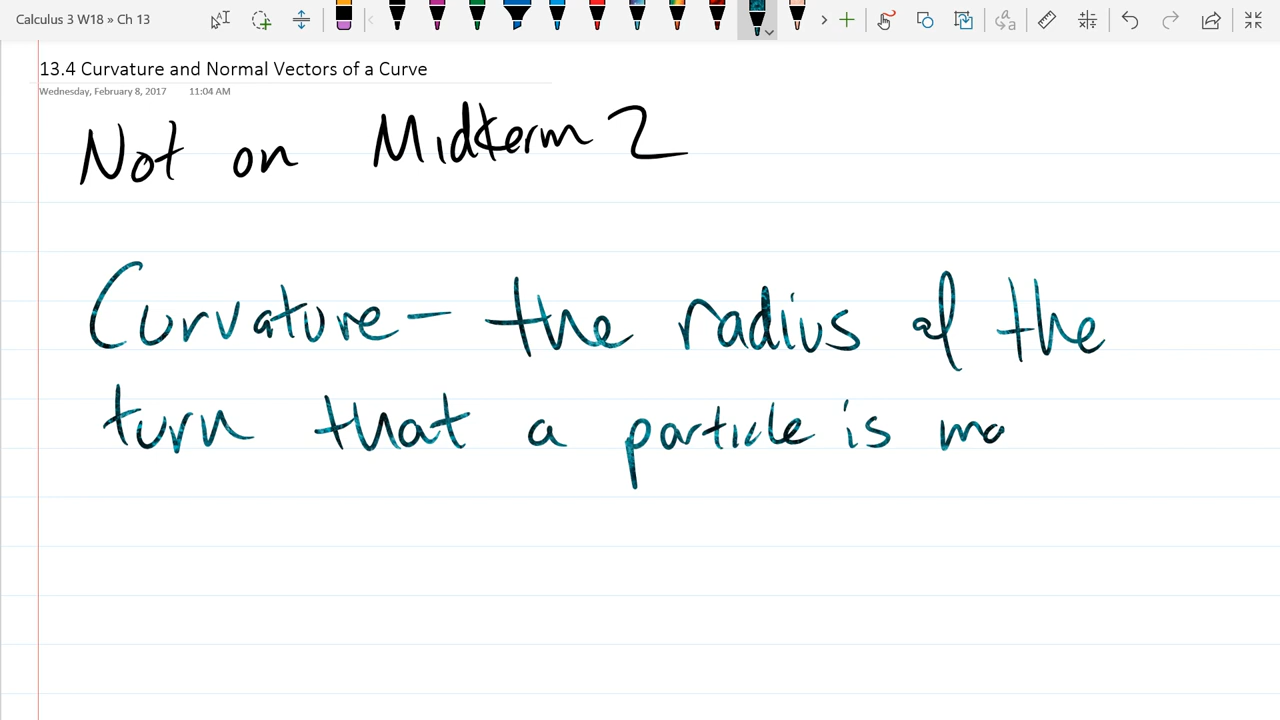 Calculus 3 W18 » Ch 13
13.4 Curvature and Normal Vectors of a Curve
Wednesday, February 8, 2017 11:04 AM
Not on Midterm 2
Curvature - the radius of the
turn that a particle is ma